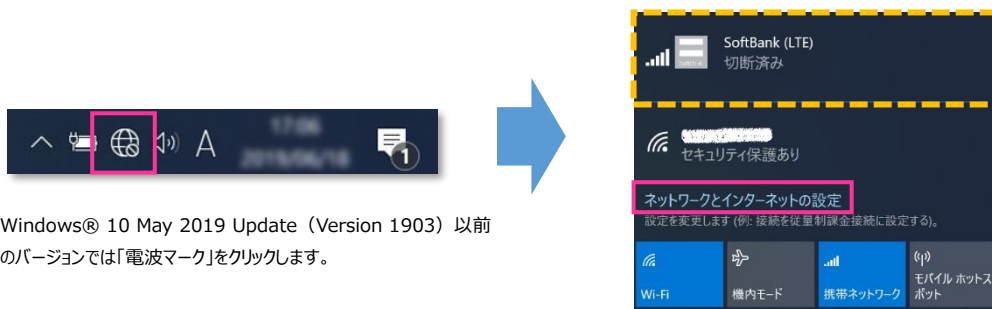 A
1
Windows® 10 May 2019 Update（Version 1903）以前
のバージョンでは「電波マーク」をクリックします。
SoftBank (LTE)
切断済み
セキュリティ保護あり
ネットワークとインターネットの設定
設定を変更します (例: 接続を従量制課金接続に設定する)。
Wi-Fi
機内モード
携帯ネットワーク
モバイル ホットス
ポット